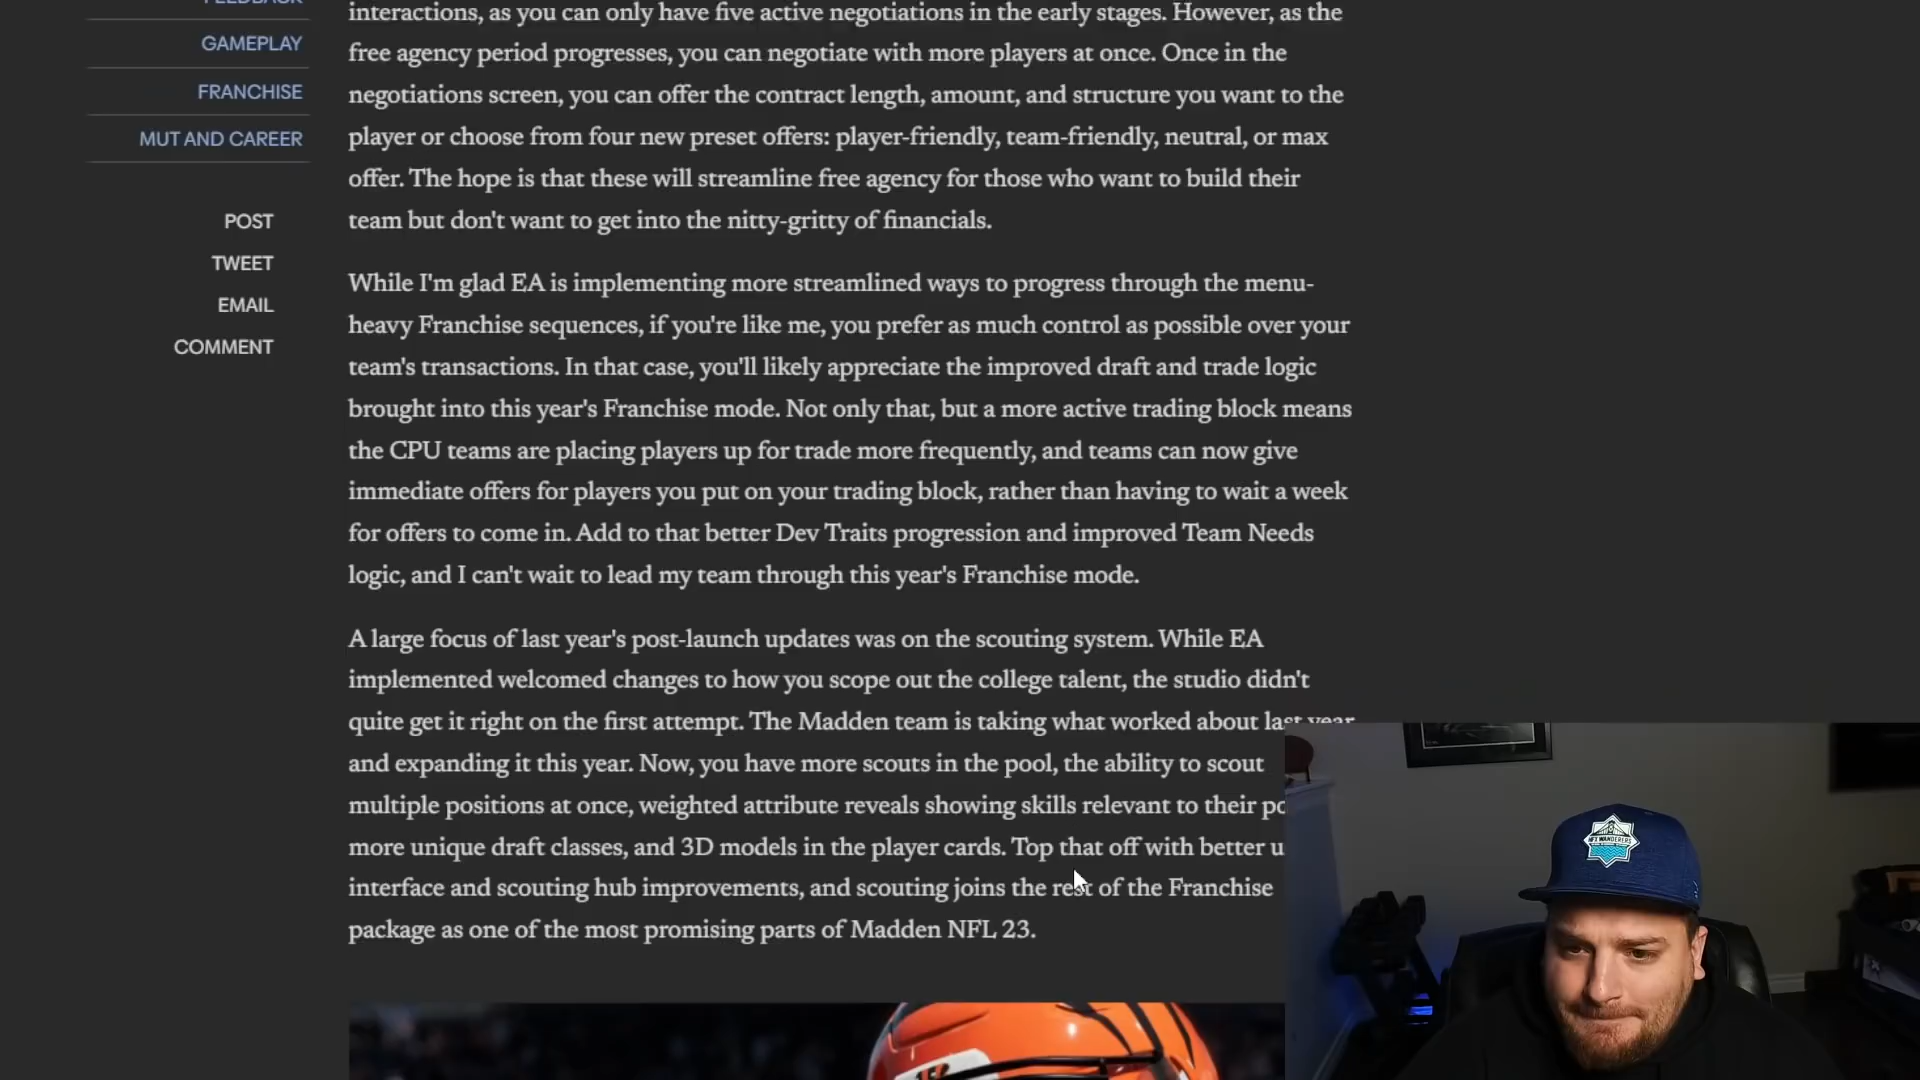 FEEDBACK
GAMEPLAY
FRANCHISE
MUT AND CAREER
POST
TWEET
EMAIL
COMMENT
interactions, as you can only have five active negotiations in the early stages. However, as the
free agency period progresses, you can negotiate with more players at once. Once in the
negotiations screen, you can offer the contract length, amount, and structure you want to the
player or choose from four new preset offers: player-friendly, team-friendly, neutral, or max
offer. The hope is that these will streamline free agency for those who want to build their
team but don't want to get into the nitty-gritty of financials.
While I'm glad EA is implementing more streamlined ways to progress through the menu-
heavy Franchise sequences, if you're like me, you prefer as much control as possible over your
team's transactions. In that case, you'll likely appreciate the improved draft and trade logic
brought into this year's Franchise mode. Not only that, but a more active trading block means
the CPU teams are placing players up for trade more frequently, and teams can now give
immediate offers for players you put on your trading block, rather than having to wait a week
for offers to come in. Add to that better Dev Traits progression and improved Team Needs
logic, and I can't wait to lead my team through this year's Franchise mode.
A large focus of last year's post-launch updates was on the scouting system. While EA
implemented welcomed changes to how you scope out the college talent, the studio didn't
quite get it right on the first attempt. The Madden team is taking what worked about last year
and expanding it this year. Now, you have more scouts in the pool, the ability to scout
multiple positions at once, weighted attribute reveals showing skills relevant to their po
more unique draft classes, and 3D models in the player cards. Top that off with better u
interface and scouting hub improvements, and scouting joins the rest of the Franchise
package as one of the most promising parts of Madden NFL 23.
HFX WANDERERS